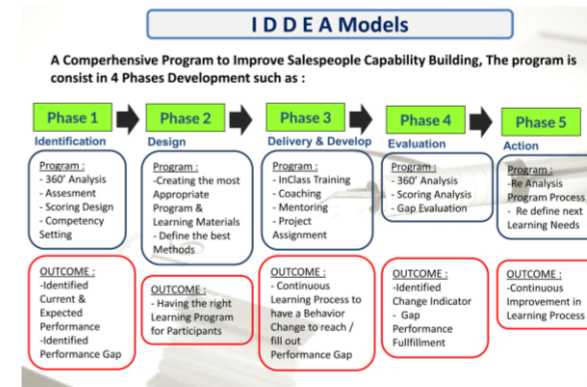 I D D E A Models
A Comperhensive Program to Improve Salespeople Capability Building, The program is
consist in 4 Phases Development such as :
Phase 1
Identification
Program :
- 360' Analysis
- Assesment
- Scoring Design
- Competency
Setting
OUTCOME :
-Identified
Current &
Expected
Performance
-Identified
Performance Gap
Phase 2
Design
Program :
-Creating the most
Appropriate
Program &
Learning Materials
- Define the best
Methods
OUTCOME :
- Having the right
Learning Program
for Participants
Phase 3
Delivery & Develop
Program :
- InClass Training
- Coaching
- Mentoring
- Project
Assignment
OUTCOME :
- Continuous
Learning Process to
have a Behavior
Change to reach /
fill out
Performance Gap
Phase 4
Evaluation
Program :
- 360' Analysis
- Scoring Analysis
- Gap Evaluation
OUTCOME :
-Identified
Change Indicator
- Gap
Performance
Fullfillment
Phase 5
Action
Program :
-Re Analysis
Program Process
- Re define next
Learning Needs
OUTCOME :
-Continuous
Improvement in
Learning Process